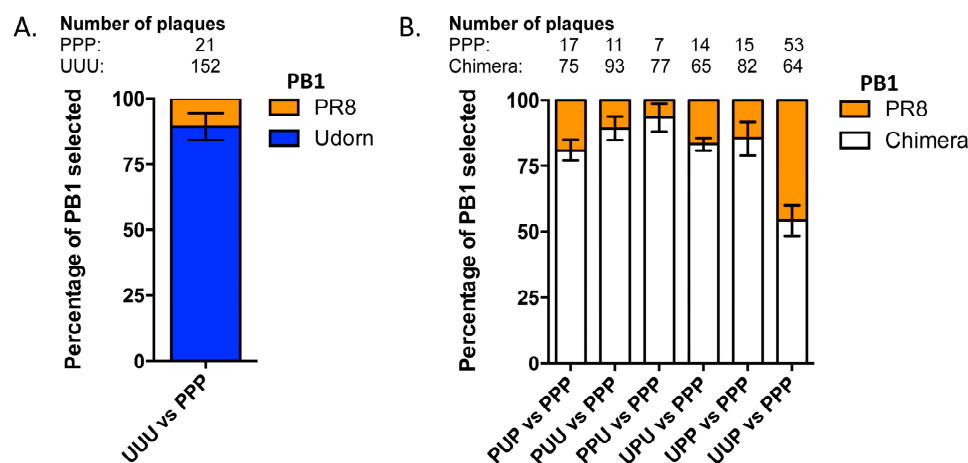 A.
Number of plaques
PPP: 21
UUU: 152
PB1
PR8
Udorn
Percentage of PB1 selected
100
75
50
25
0
UUU vs PPP
B.
Number of plaques
PPP: 17 11 7 14 15 53
Chimera: 75 93 77 65 82 64
PB1
PR8
Chimera
Percentage of PB1 selected
100
75
50
25
0
PUP vs PPP
PUU vs PPP
PPU vs PPP
UPU vs PPP
UPP vs PPP
UUP vs PPP